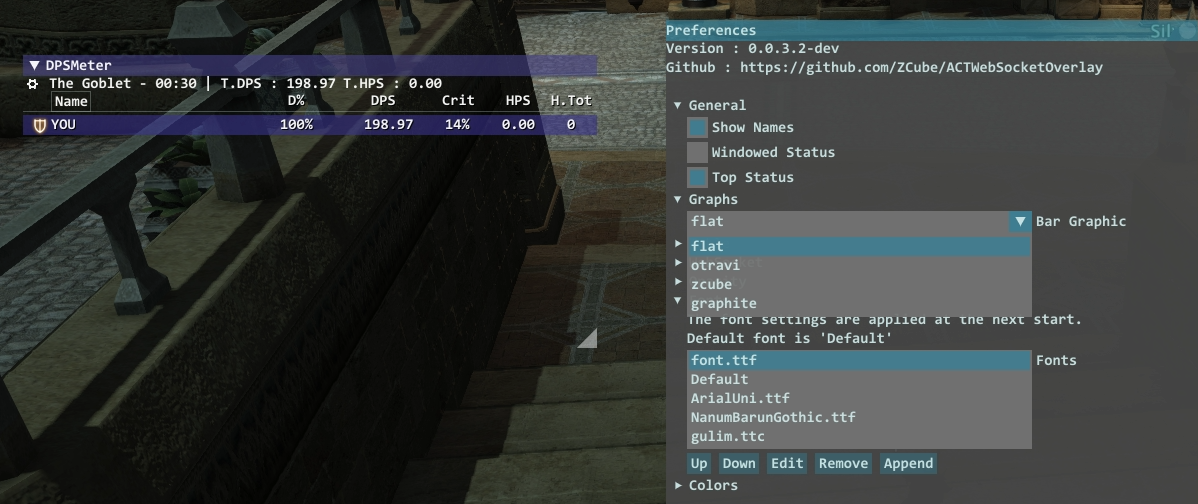 DPSMeter
The Goblet - 00:30 | T.DPS : 198.97 T.HPS : 0.00
Name D% DPS Crit HPS H.Tot
YOU 100% 198.97 14% 0.00 0
Preferences
Version : 0.0.3.2-dev
Github : https://github.com/ZCube/ACTWebSocketOverlay
General
Show Names
Windowed Status
Top Status
Graphs
flat Bar Graphic
flat
otravi
zcube
graphite
The font settings are applied at the next start.
Default font is 'Default'
font.ttf Fonts
Default
ArialUni.ttf
NanumBarunGothic.ttf
gulim.ttc
Up Down Edit Remove Append
Colors